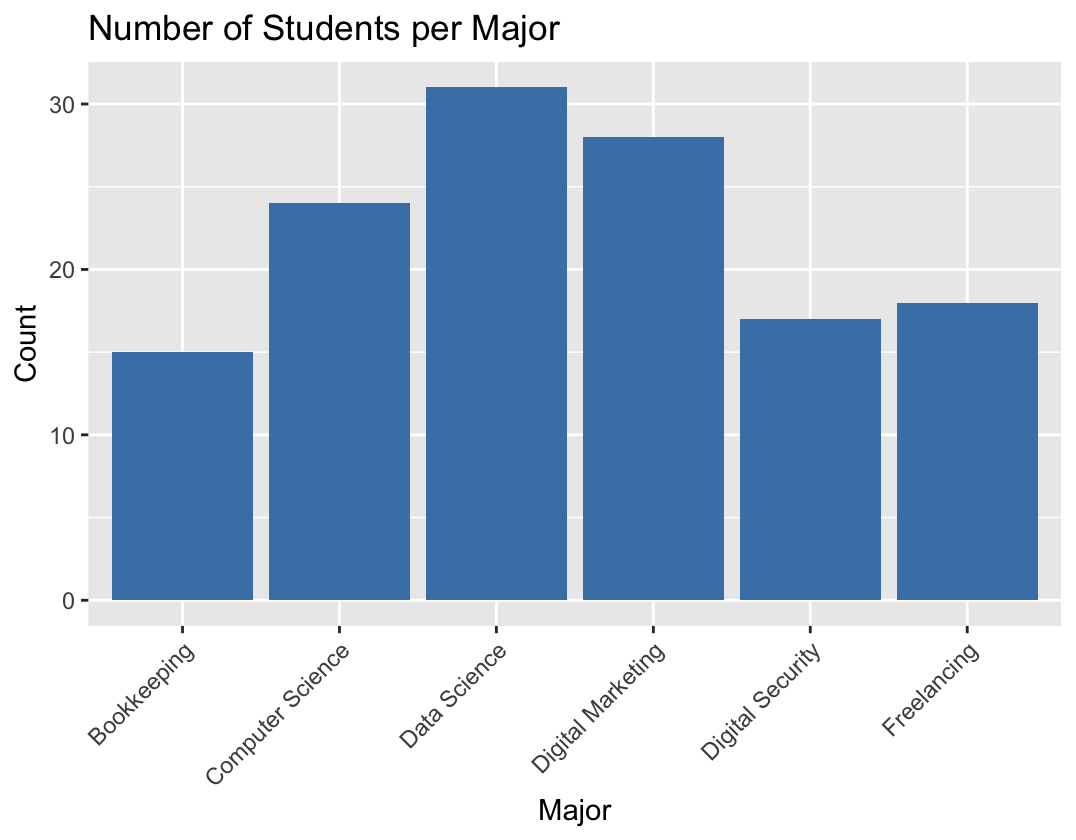 Number of Students per Major
30
20
10
0
Count
Bookkeeping
Computer Science
Data Science
Digital Marketing
Digital Security
Freelancing
Major